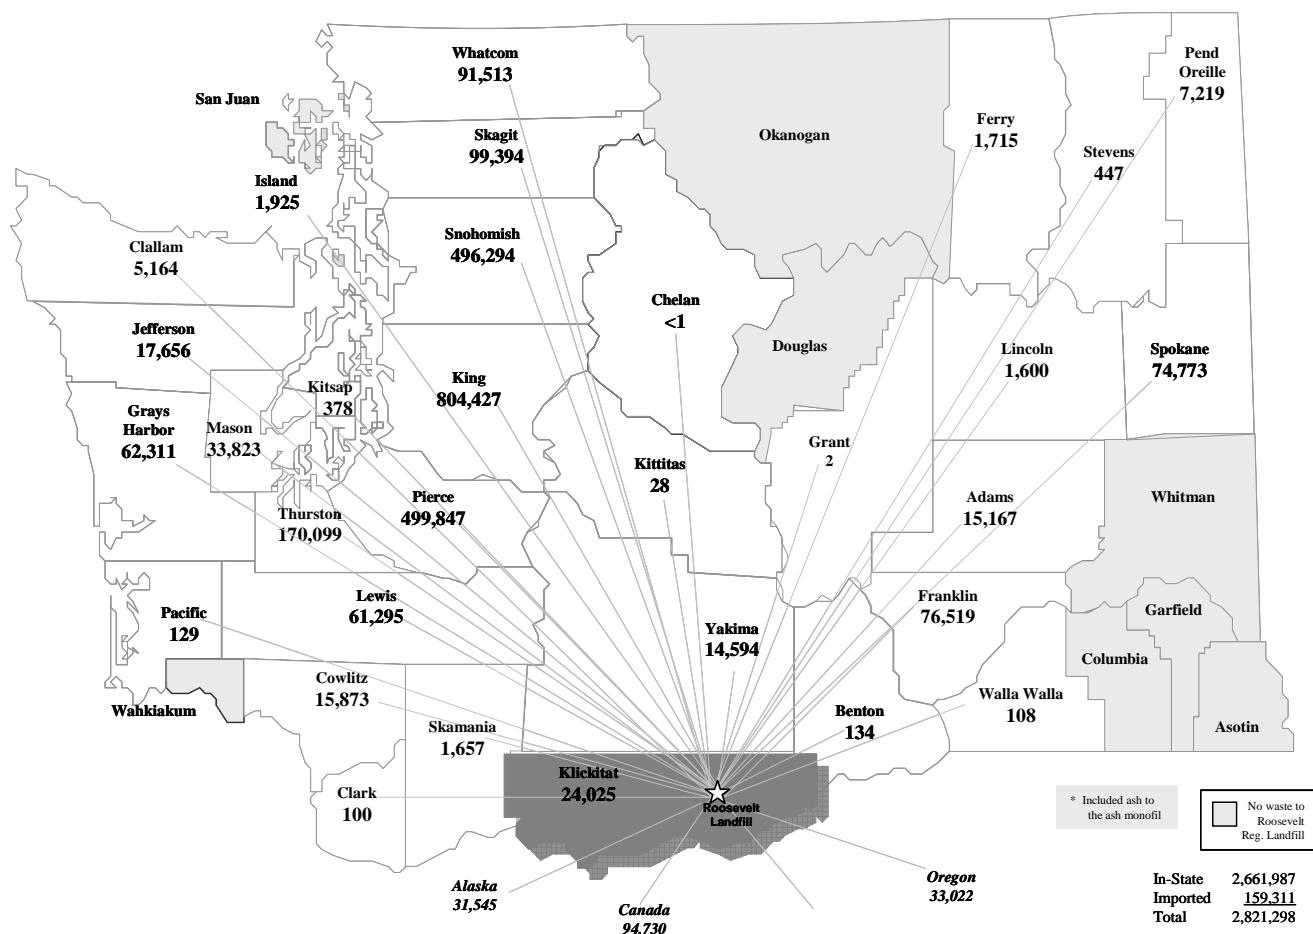 Whatcom
91,513
Pend
Oreille
7,219
San Juan
Skagit
99,394
Okanogan
Ferry
1,715
Stevens
447
Island
1,925
Clallam
5,164
Snohomish
496,294
Chelan
<1
Jefferson
17,656
Douglas
Lincoln
1,600
Spokane
74,773
Kitsap
378
King
804,427
Grays
Harbor
62,311
Mason
33,823
Grant
2
Kittitas
28
Thurston
170,099
Pierce
499,847
Adams
15,167
Whitman
Pacific
129
Lewis
61,295
Yakima
14,594
Franklin
76,519
Garfield
Columbia
Wahkiakum
Cowlitz
15,873
Skamania
1,657
Benton
134
Walla Walla
108
Asotin
Clark
100
Klickitat
24,025
Roosevelt
Landfill
* Included ash to
the ash monofil
No waste to
Roosevelt
Reg. Landfill
Alaska
31,545
Canada
94,730
Oregon
33,022
In-State 2,661,987
Imported 159,311
Total 2,821,298